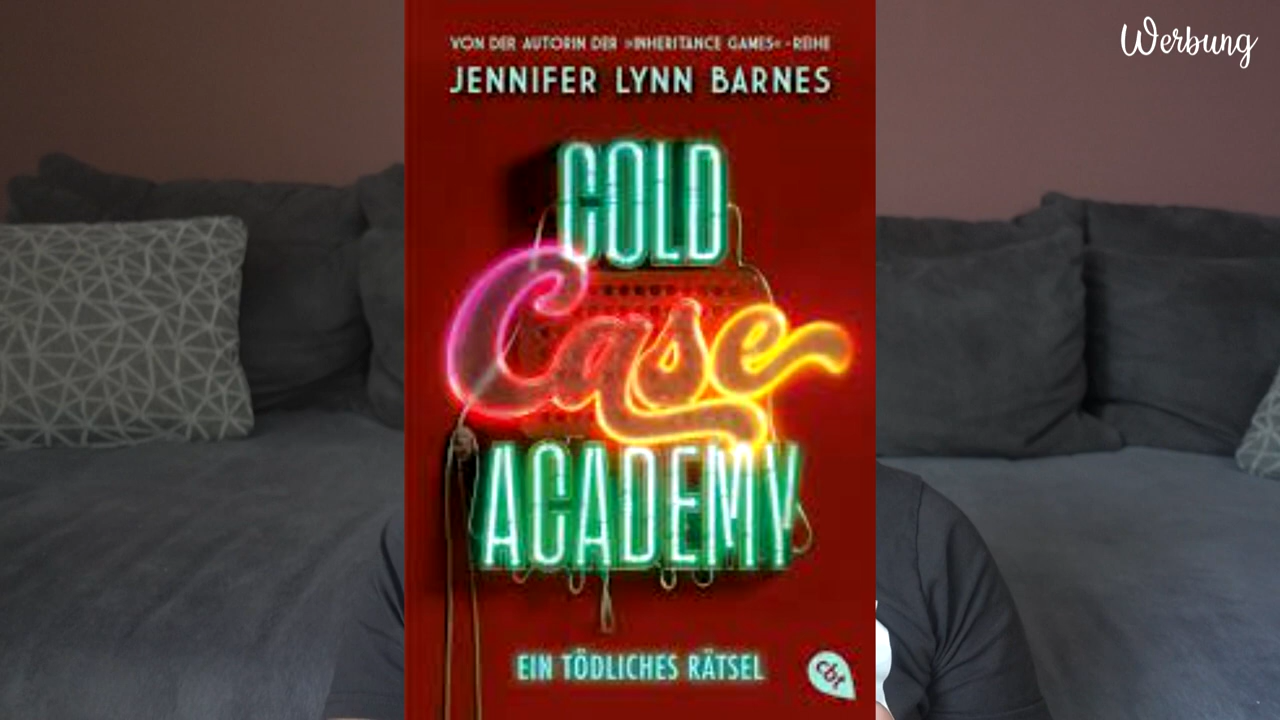 Werbung
VON DER AUTORIN DER »INHERITANCE GAMES«-REIHE
JENNIFER LYNN BARNES
COLD
Case
ACADEMY
EIN TÖDLICHES RÄTSEL
cbt